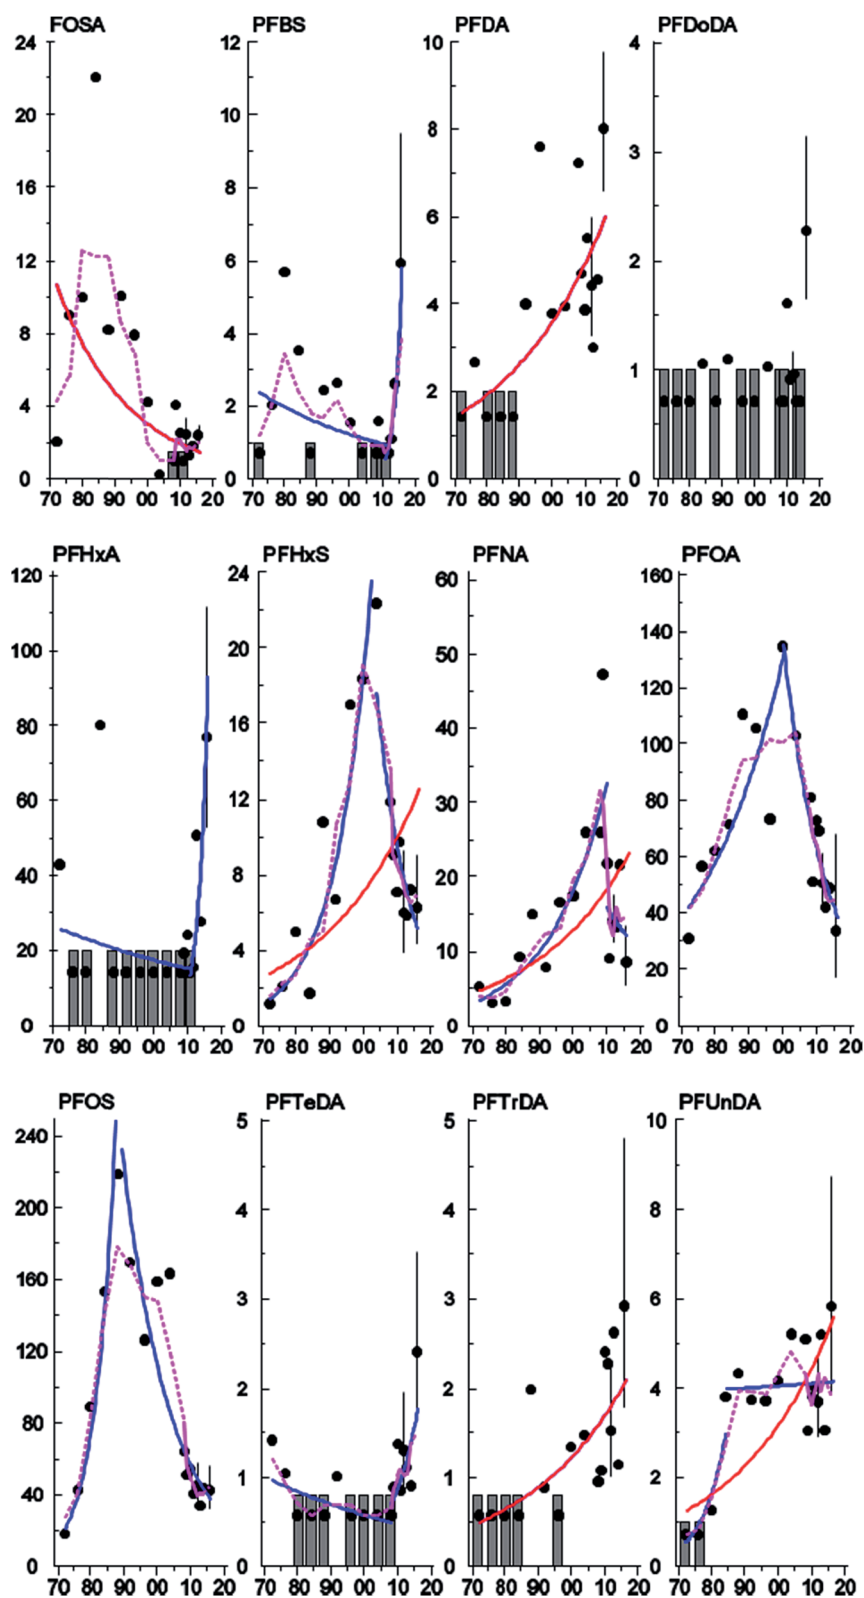 FOSA PFBS PFDA PFDoDA
24 12 10 4
20 10 8 3
16 8 6 2
12 6 4 1
8 4 2 0
4 2 0
0 0
70 80 90 00 10 20 70 80 90 00 10 20 70 80 90 00 10 20 70 80 90 00 10 20
PFHxA PFHxS PFNA PFOA
120 24 60 160
100 20 50 140
80 16 40 120
60 12 30 100
40 8 20 80
20 4 10 60
0 0 0 40
20
0
70 80 90 00 10 20 70 80 90 00 10 20 70 80 90 00 10 20 70 80 90 00 10 20
PFOS PFTeDA PFTrDA PFUnDA
240 5 5 10
200 4 4 8
160 3 3 6
120 2 2 4
80 1 1 2
40 0 0 0
0
70 80 90 00 10 20 70 80 90 00 10 20 70 80 90 00 10 20 70 80 90 00 10 20